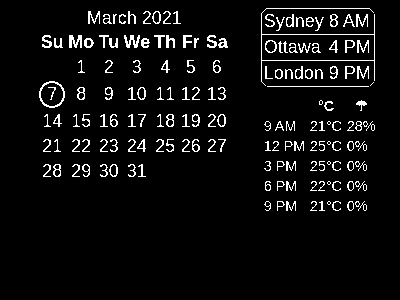 March 2021
Su Mo Tu We Th Fr Sa
1 2 3 4 5 6
7 8 9 10 11 12 13
14 15 16 17 18 19 20
21 22 23 24 25 26 27
28 29 30 31
Sydney 8 AM
Ottawa 4 PM
London 9 PM
°C
9 AM 21°C 28%
12 PM 25°C 0%
3 PM 25°C 0%
6 PM 22°C 0%
9 PM 21°C 0%